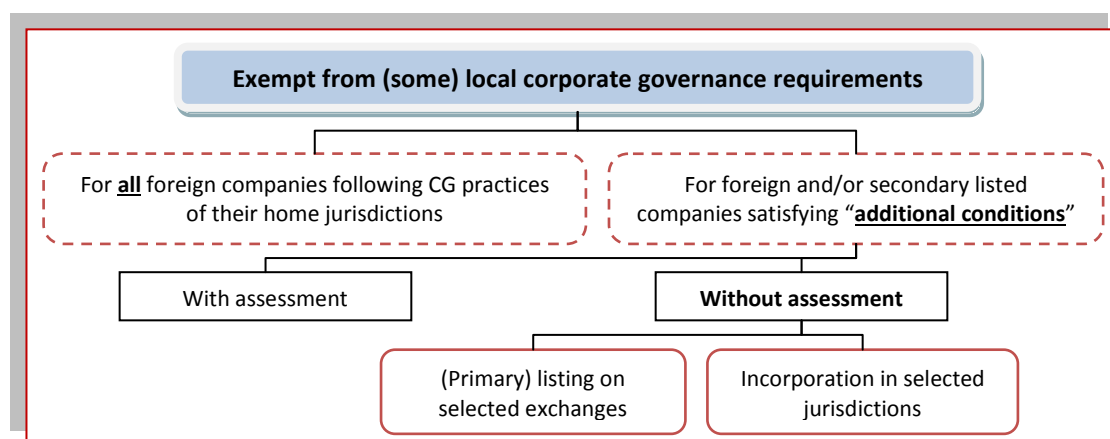 Exempt from (some) local corporate governance requirements
For all foreign companies following CG practices
of their home jurisdictions
For foreign and/or secondary listed
companies satisfying “additional conditions”
With assessment
Without assessment
(Primary) listing on
selected exchanges
Incorporation in selected
jurisdictions